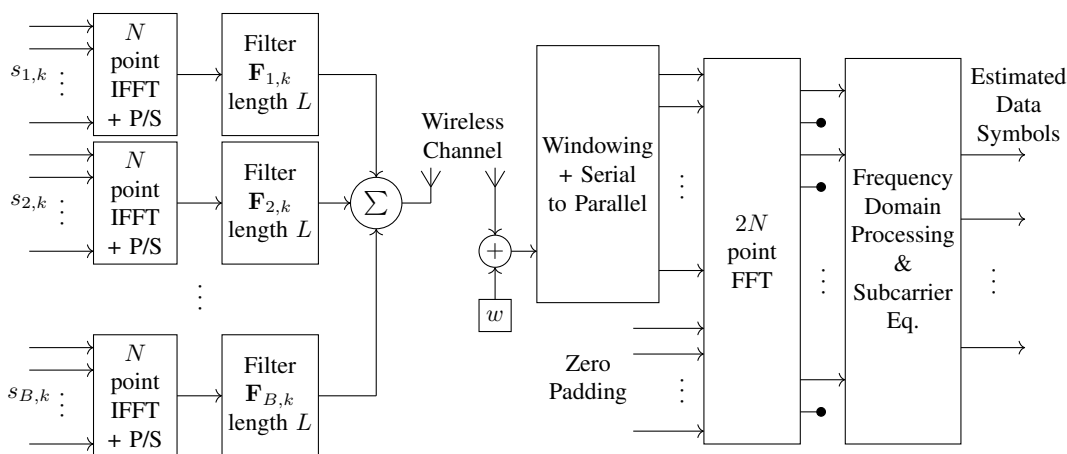 s_{1,k}
⋮
N
point
IFFT
+ P/S
Filter
F_{1,k}
length L
s_{2,k}
⋮
N
point
IFFT
+ P/S
Filter
F_{2,k}
length L
⋮
s_{B,k}
⋮
N
point
IFFT
+ P/S
Filter
F_{B,k}
length L
∑
Wireless
Channel
+
w
Windowing
+ Serial
to Parallel
⋮
Zero
Padding
⋮
2N
point
FFT
⋮
Frequency
Domain
Processing
&
Subcarrier
Eq.
Estimated
Data
Symbols
⋮